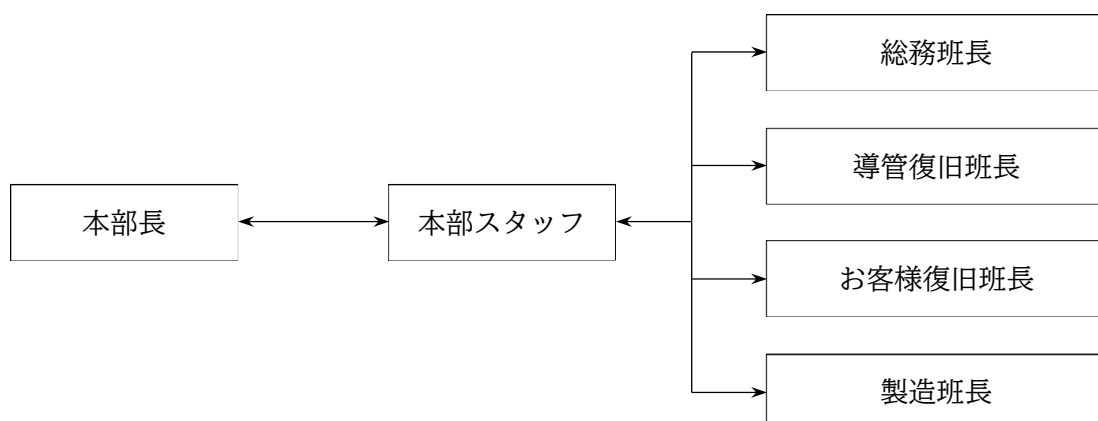 総務班長
導管復旧班長
本部長
本部スタッフ
お客様復旧班長
製造班長